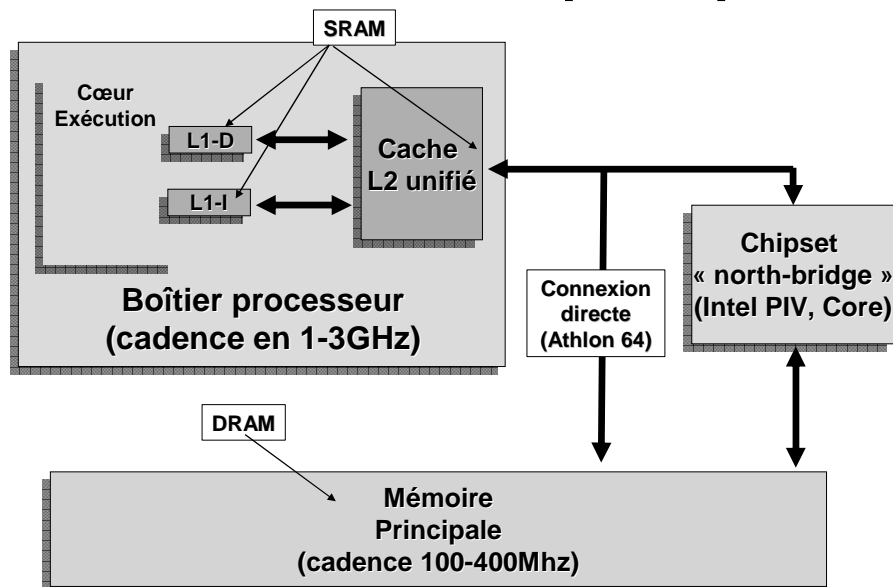 SRAM
Cœur
Exécution
L1-D
L1-I
Cache
L2 unifié
Boîtier processeur
(cadence en 1-3GHz)
Connexion
directe
(Athlon 64)
Chipset
« north-bridge »
(Intel PIV, Core)
DRAM
Mémoire
Principale
(cadence 100-400Mhz)